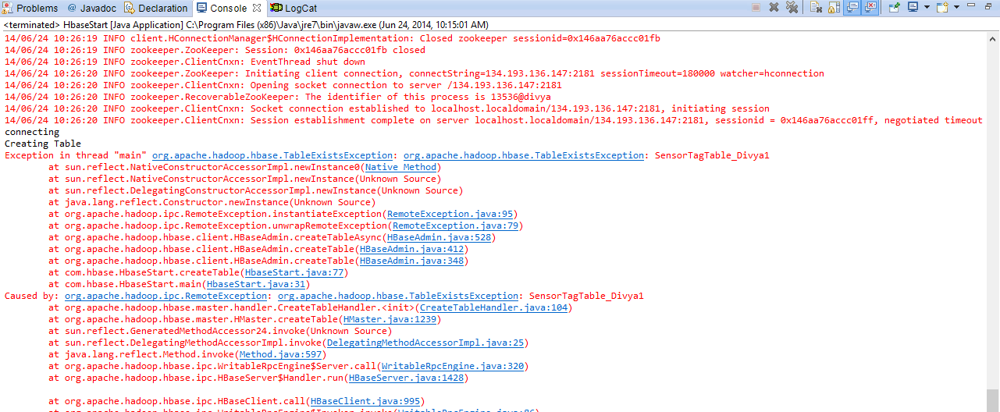 Problems @ Javadoc Declaration Console LogCat
<terminated> HbaseStart [Java Application] C:\Program Files (x86)\Java\jre7\bin\javaw.exe (Jun 24, 2014, 10:15:01 AM)
14/06/24 10:26:19 INFO client.HConnectionManager$HConnectionImplementation: Closed zookeeper sessionid=0x146aa76accc01fb
14/06/24 10:26:19 INFO zookeeper.ZooKeeper: Session: 0x146aa76accc01fb closed
14/06/24 10:26:19 INFO zookeeper.ClientCnxn: EventThread shut down
14/06/24 10:26:20 INFO zookeeper.ZooKeeper: Initiating client connection, connectString=134.193.136.147:2181 sessionTimeout=180000 watcher=hconnection
14/06/24 10:26:20 INFO zookeeper.ClientCnxn: Opening socket connection to server /134.193.136.147:2181
14/06/24 10:26:20 INFO zookeeper.RecoverableZooKeeper: The identifier of this process is 13536@divya
14/06/24 10:26:20 INFO zookeeper.ClientCnxn: Socket connection established to localhost.localdomain/134.193.136.147:2181, initiating session
14/06/24 10:26:20 INFO zookeeper.ClientCnxn: Session establishment complete on server localhost.localdomain/134.193.136.147:2181, sessionid = 0x146aa76accc01ff, negotiated timeout
connecting
Creating Table
Exception in thread "main" org.apache.hadoop.hbase.TableExistsException: org.apache.hadoop.hbase.TableExistsException: SensorTagTable_Divya1
at sun.reflect.NativeConstructorAccessorImpl.newInstance0(Native Method)
at sun.reflect.NativeConstructorAccessorImpl.newInstance(Unknown Source)
at sun.reflect.DelegatingConstructorAccessorImpl.newInstance(Unknown Source)
at java.lang.reflect.Constructor.newInstance(Unknown Source)
at org.apache.hadoop.ipc.RemoteException.instantiateException(RemoteException.java:95)
at org.apache.hadoop.ipc.RemoteException.unwrapRemoteException(RemoteException.java:79)
at org.apache.hadoop.hbase.client.HBaseAdmin.createTableAsync(HBaseAdmin.java:528)
at org.apache.hadoop.hbase.client.HBaseAdmin.createTable(HBaseAdmin.java:412)
at org.apache.hadoop.hbase.client.HBaseAdmin.createTable(HBaseAdmin.java:348)
at com.hbase.HbaseStart.createTable(HbaseStart.java:77)
at com.hbase.HbaseStart.main(HbaseStart.java:31)
Caused by: org.apache.hadoop.ipc.RemoteException: org.apache.hadoop.hbase.TableExistsException: SensorTagTable_Divya1
at org.apache.hadoop.hbase.master.handler.CreateTableHandler.<init>(CreateTableHandler.java:104)
at org.apache.hadoop.hbase.master.HMaster.createTable(HMaster.java:1239)
at sun.reflect.GeneratedMethodAccessor24.invoke(Unknown Source)
at sun.reflect.DelegatingMethodAccessorImpl.invoke(DelegatingMethodAccessorImpl.java:25)
at java.lang.reflect.Method.invoke(Method.java:597)
at org.apache.hadoop.hbase.ipc.WritableRpcEngine$Server.call(WritableRpcEngine.java:320)
at org.apache.hadoop.hbase.ipc.HBaseServer$Handler.run(HBaseServer.java:1428)
at org.apache.hadoop.hbase.ipc.HBaseClient.call(HBaseClient.java:995)
at org.apache.hadoop.hbase.ipc.WritableRpcEngine$Invoker.invoke(WritableRpcEngine.java:86)